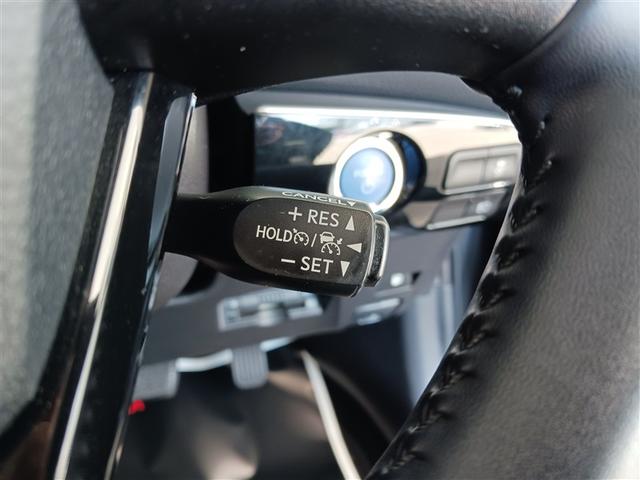 CANCEL▼
+ RES ▲
HOLD / ◀
− SET ▼